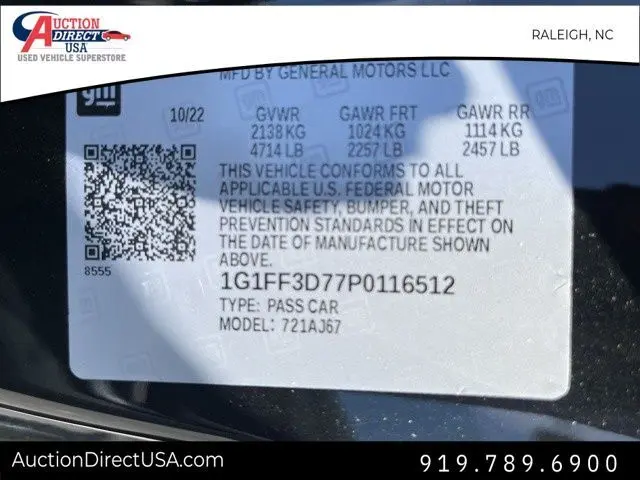 AUCTION
DIRECT
USA
USED VEHICLE SUPERSTORE
RALEIGH, NC
MFD BY GENERAL MOTORS LLC
gm
10/22 GVWR GAWR FRT GAWR RR
2138 KG 1024 KG 1114 KG
4714 LB 2257 LB 2457 LB
THIS VEHICLE CONFORMS TO ALL
APPLICABLE U.S. FEDERAL MOTOR
VEHICLE SAFETY, BUMPER, AND THEFT
PREVENTION STANDARDS IN EFFECT ON
THE DATE OF MANUFACTURE SHOWN
ABOVE.
8555
1G1FF3D77P0116512
TYPE: PASS CAR
MODEL: 721AJ67
AuctionDirectUSA.com
919.789.6900